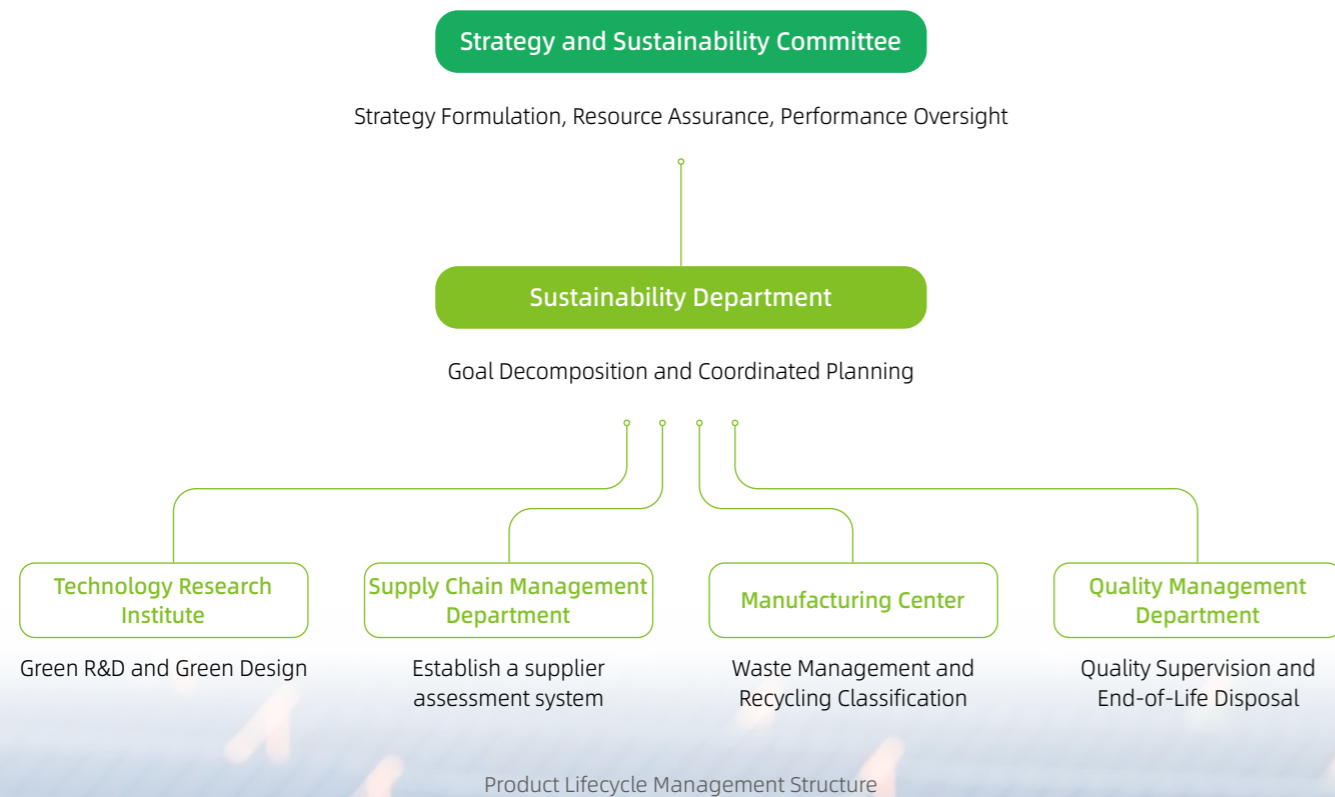 Strategy and Sustainability Committee
Strategy Formulation, Resource Assurance, Performance Oversight
Sustainability Department
Goal Decomposition and Coordinated Planning
Technology Research
Institute
Green R&D and Green Design
Supply Chain Management
Department
Establish a supplier
assessment system
Manufacturing Center
Waste Management and
Recycling Classification
Quality Management
Department
Quality Supervision and
End-of-Life Disposal
Product Lifecycle Management Structure